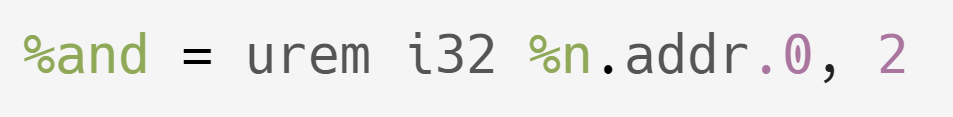 %and = urem i32 %n.addr.0, 2